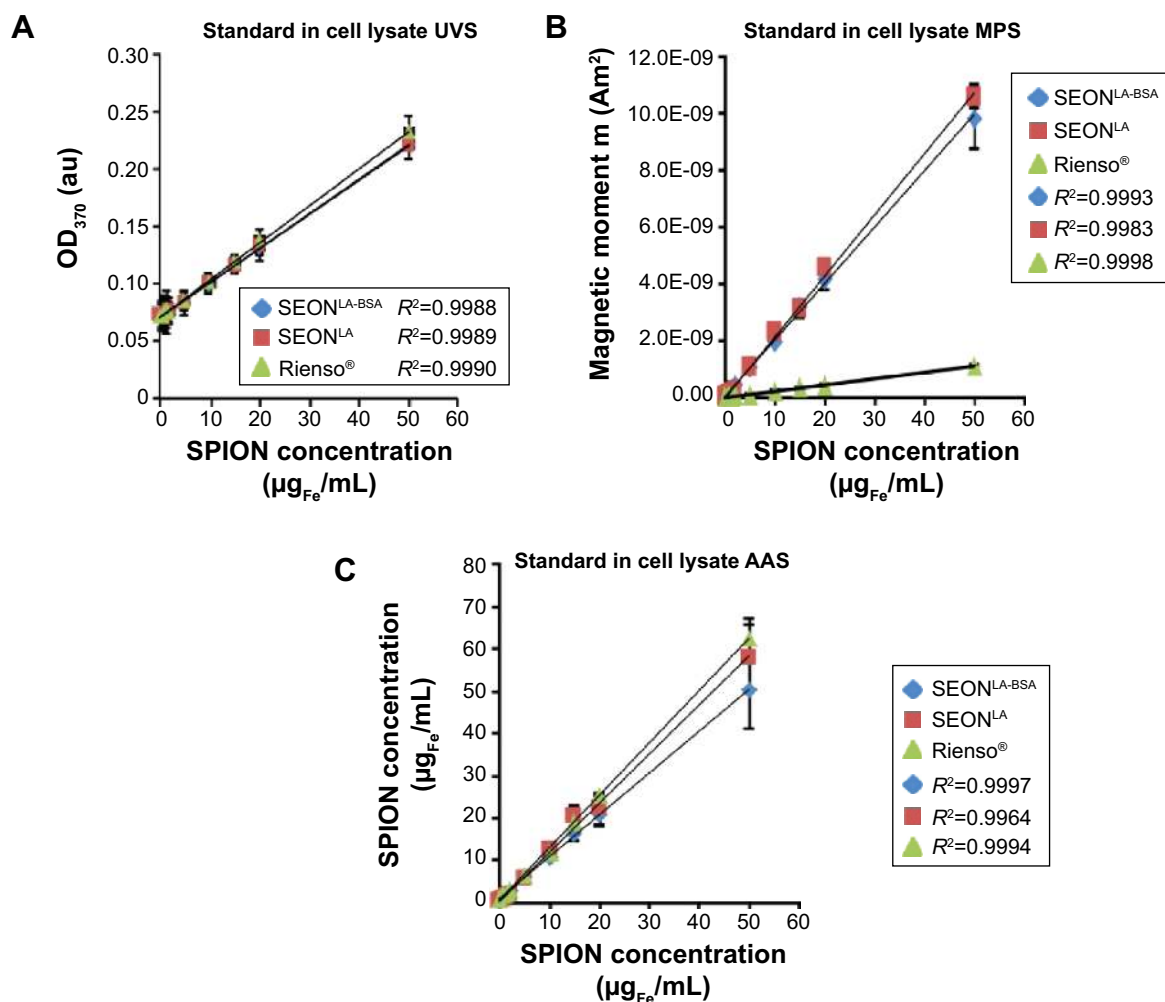 A
Standard in cell lysate UVS
0.30
0.25
0.20
0.15
0.10
0.05
0
OD370 (au)
SEONLA-BSA R2=0.9988
SEONLA R2=0.9989
Rienso® R2=0.9990
0 10 20 30 40 50 60
SPION concentration
(µgFe/mL)
B
Standard in cell lysate MPS
12.0E-09
10.0E-09
8.0E-09
6.0E-09
4.0E-09
2.0E-09
0.00
Magnetic moment m (Am2)
0 10 20 30 40 50 60
SPION concentration
(µgFe/mL)
SEONLA-BSA
SEONLA
Rienso®
R2=0.9993
R2=0.9983
R2=0.9998
C
Standard in cell lysate AAS
80
70
60
50
40
30
20
10
0
SPION concentration
(µgFe/mL)
0 10 20 30 40 50 60
SPION concentration
(µgFe/mL)
SEONLA-BSA
SEONLA
Rienso®
R2=0.9997
R2=0.9964
R2=0.9994